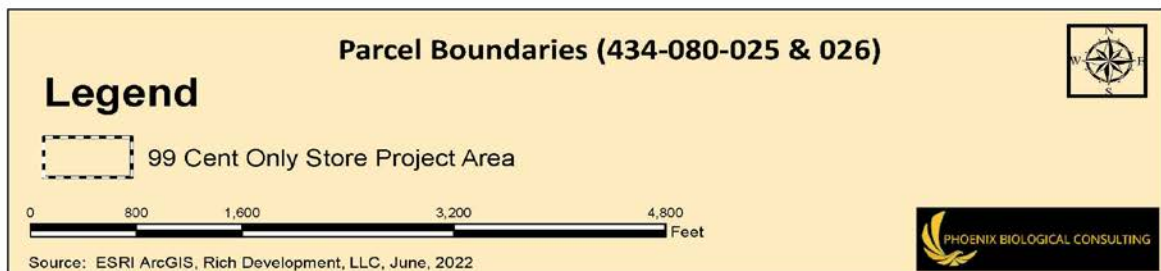 Parcel Boundaries (434-080-025 & 026)
N
W E
S
Legend
99 Cent Only Store Project Area
0 800 1,600 3,200 4,800
Feet
Source: ESRI ArcGIS, Rich Development, LLC, June, 2022
PHOENIX BIOLOGICAL CONSULTING